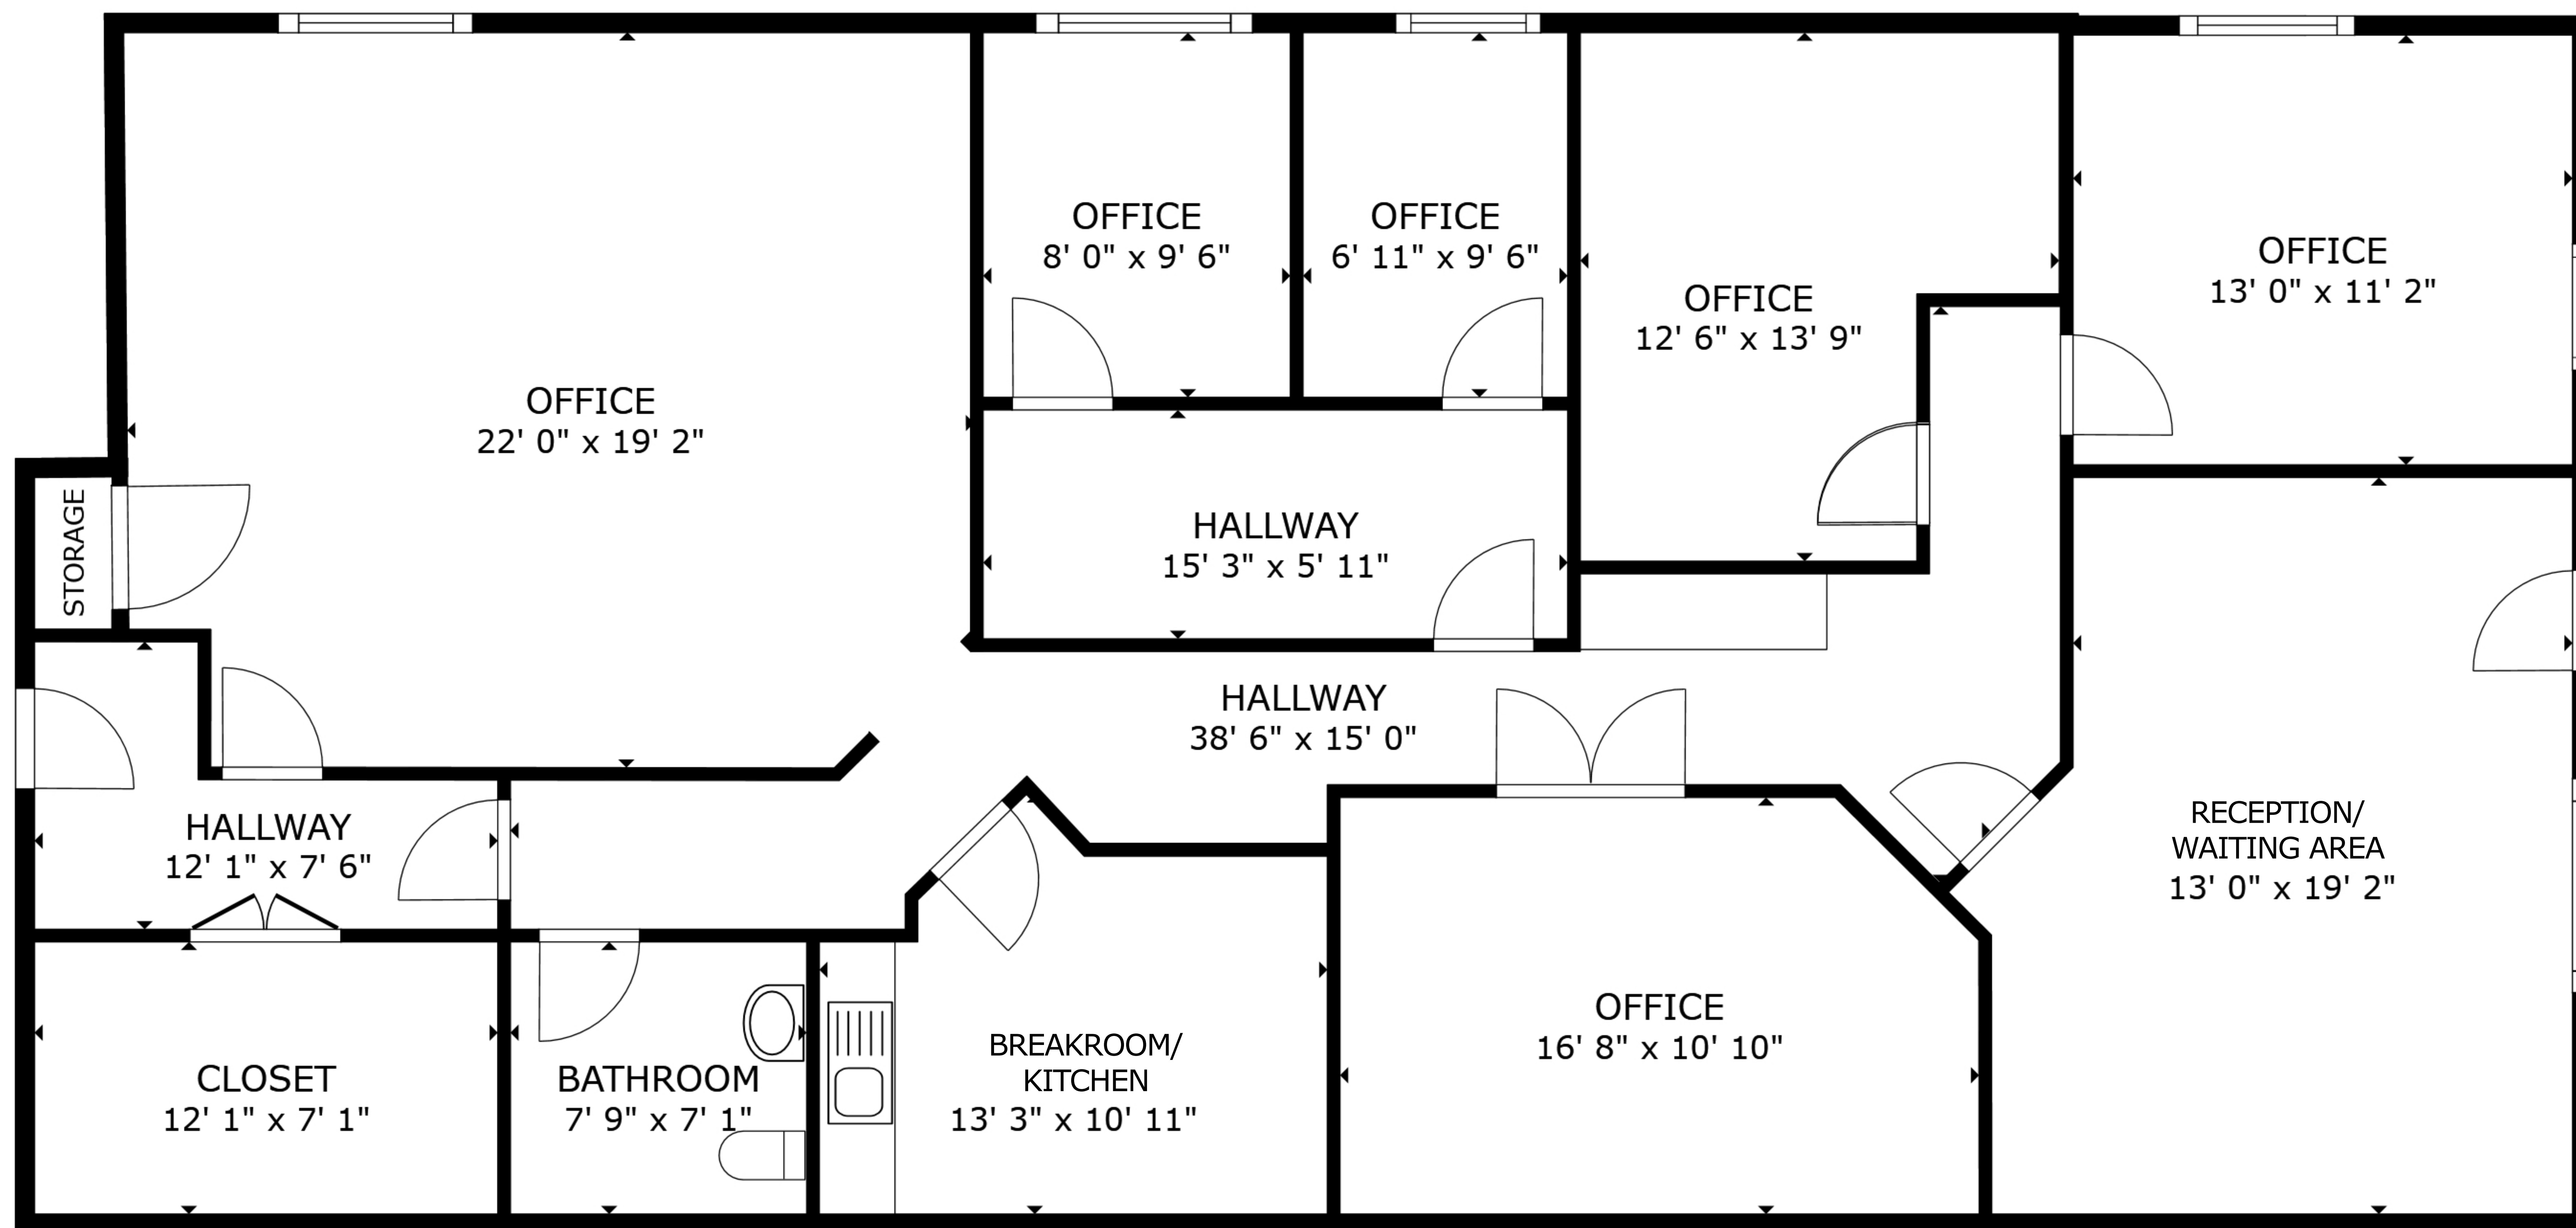 OFFICE
22' 0" x 19' 2"
OFFICE
8' 0" x 9' 6"
OFFICE
6' 11" x 9' 6"
OFFICE
12' 6" x 13' 9"
OFFICE
13' 0" x 11' 2"
STORAGE
HALLWAY
15' 3" x 5' 11"
HALLWAY
38' 6" x 15' 0"
HALLWAY
12' 1" x 7' 6"
RECEPTION/
WAITING AREA
13' 0" x 19' 2"
CLOSET
12' 1" x 7' 1"
BATHROOM
7' 9" x 7' 1"
BREAKROOM/
KITCHEN
13' 3" x 10' 11"
OFFICE
16' 8" x 10' 10"